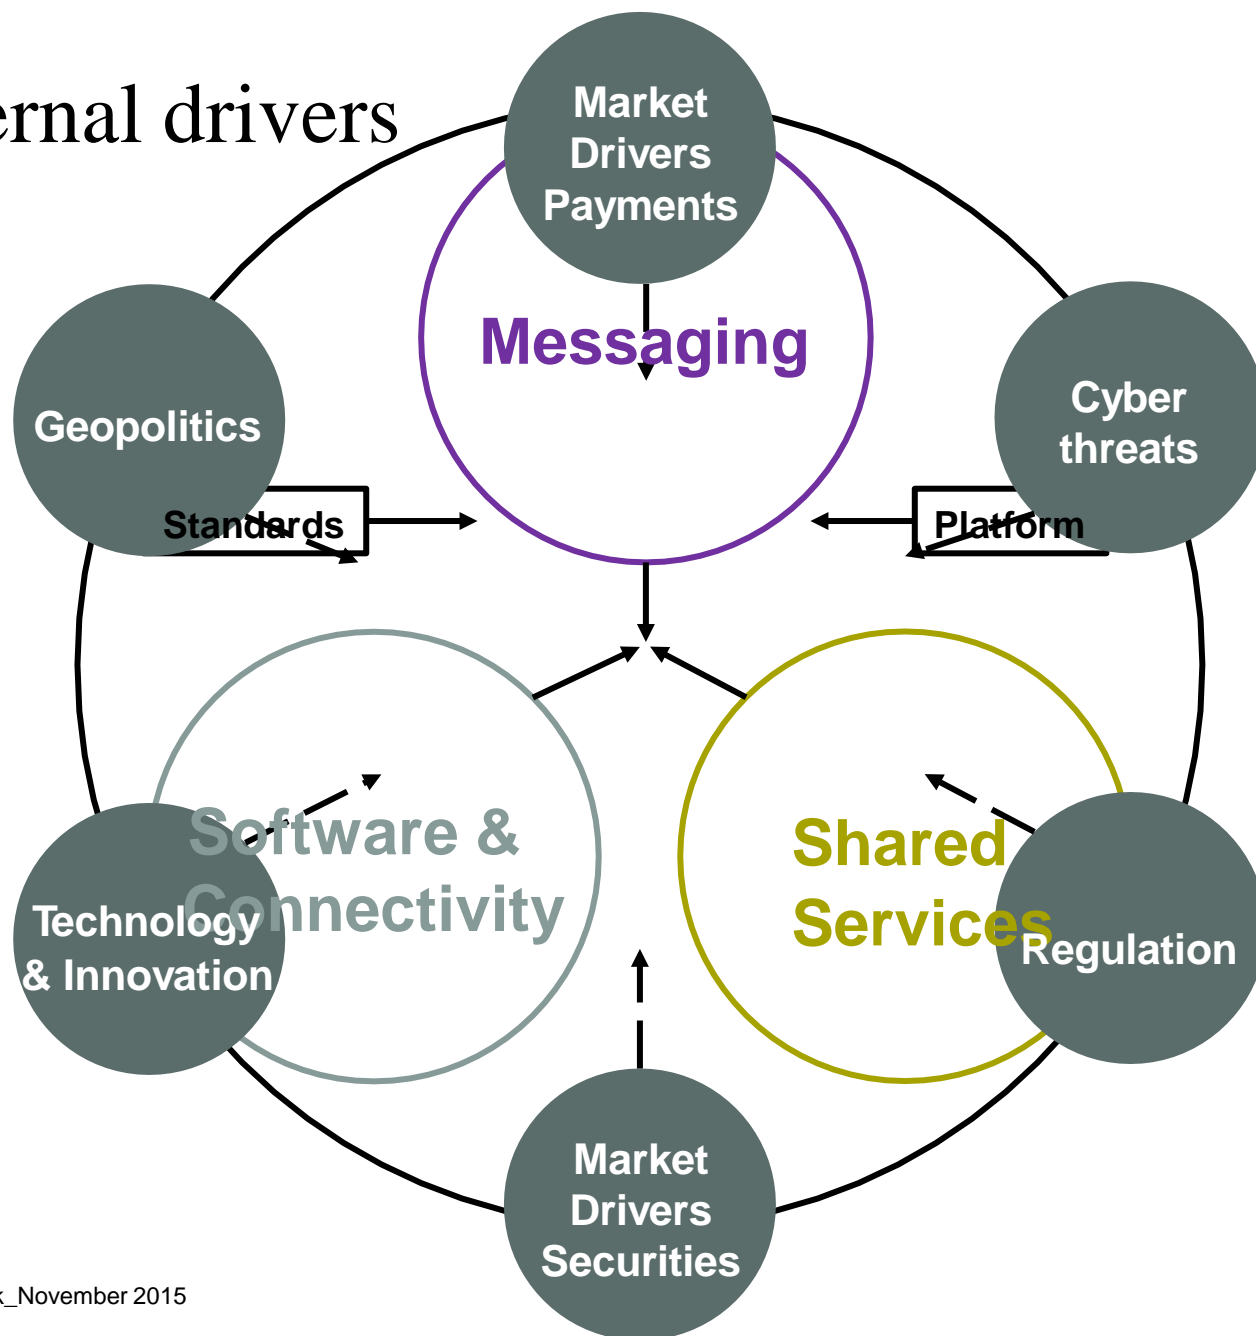 ernal drivers
Market
Drivers
Payments
Messaging
Geopolitics
Cyber
threats
Standards
Platform
Software &
Connectivity
Shared
Services
Technology
& Innovation
Regulation
Market
Drivers
Securities
k_November 2015